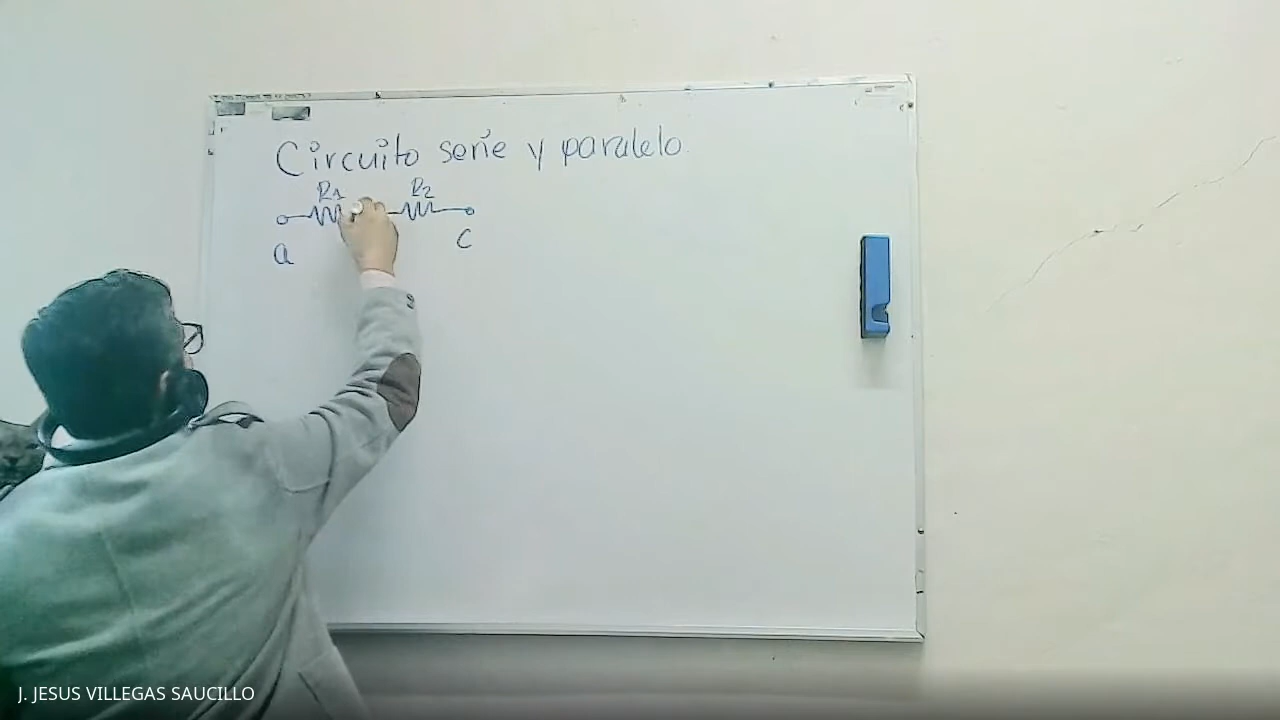 Circuito serie y paralelo.
R1 R2
a c
J. JESUS VILLEGAS SAUCILLO